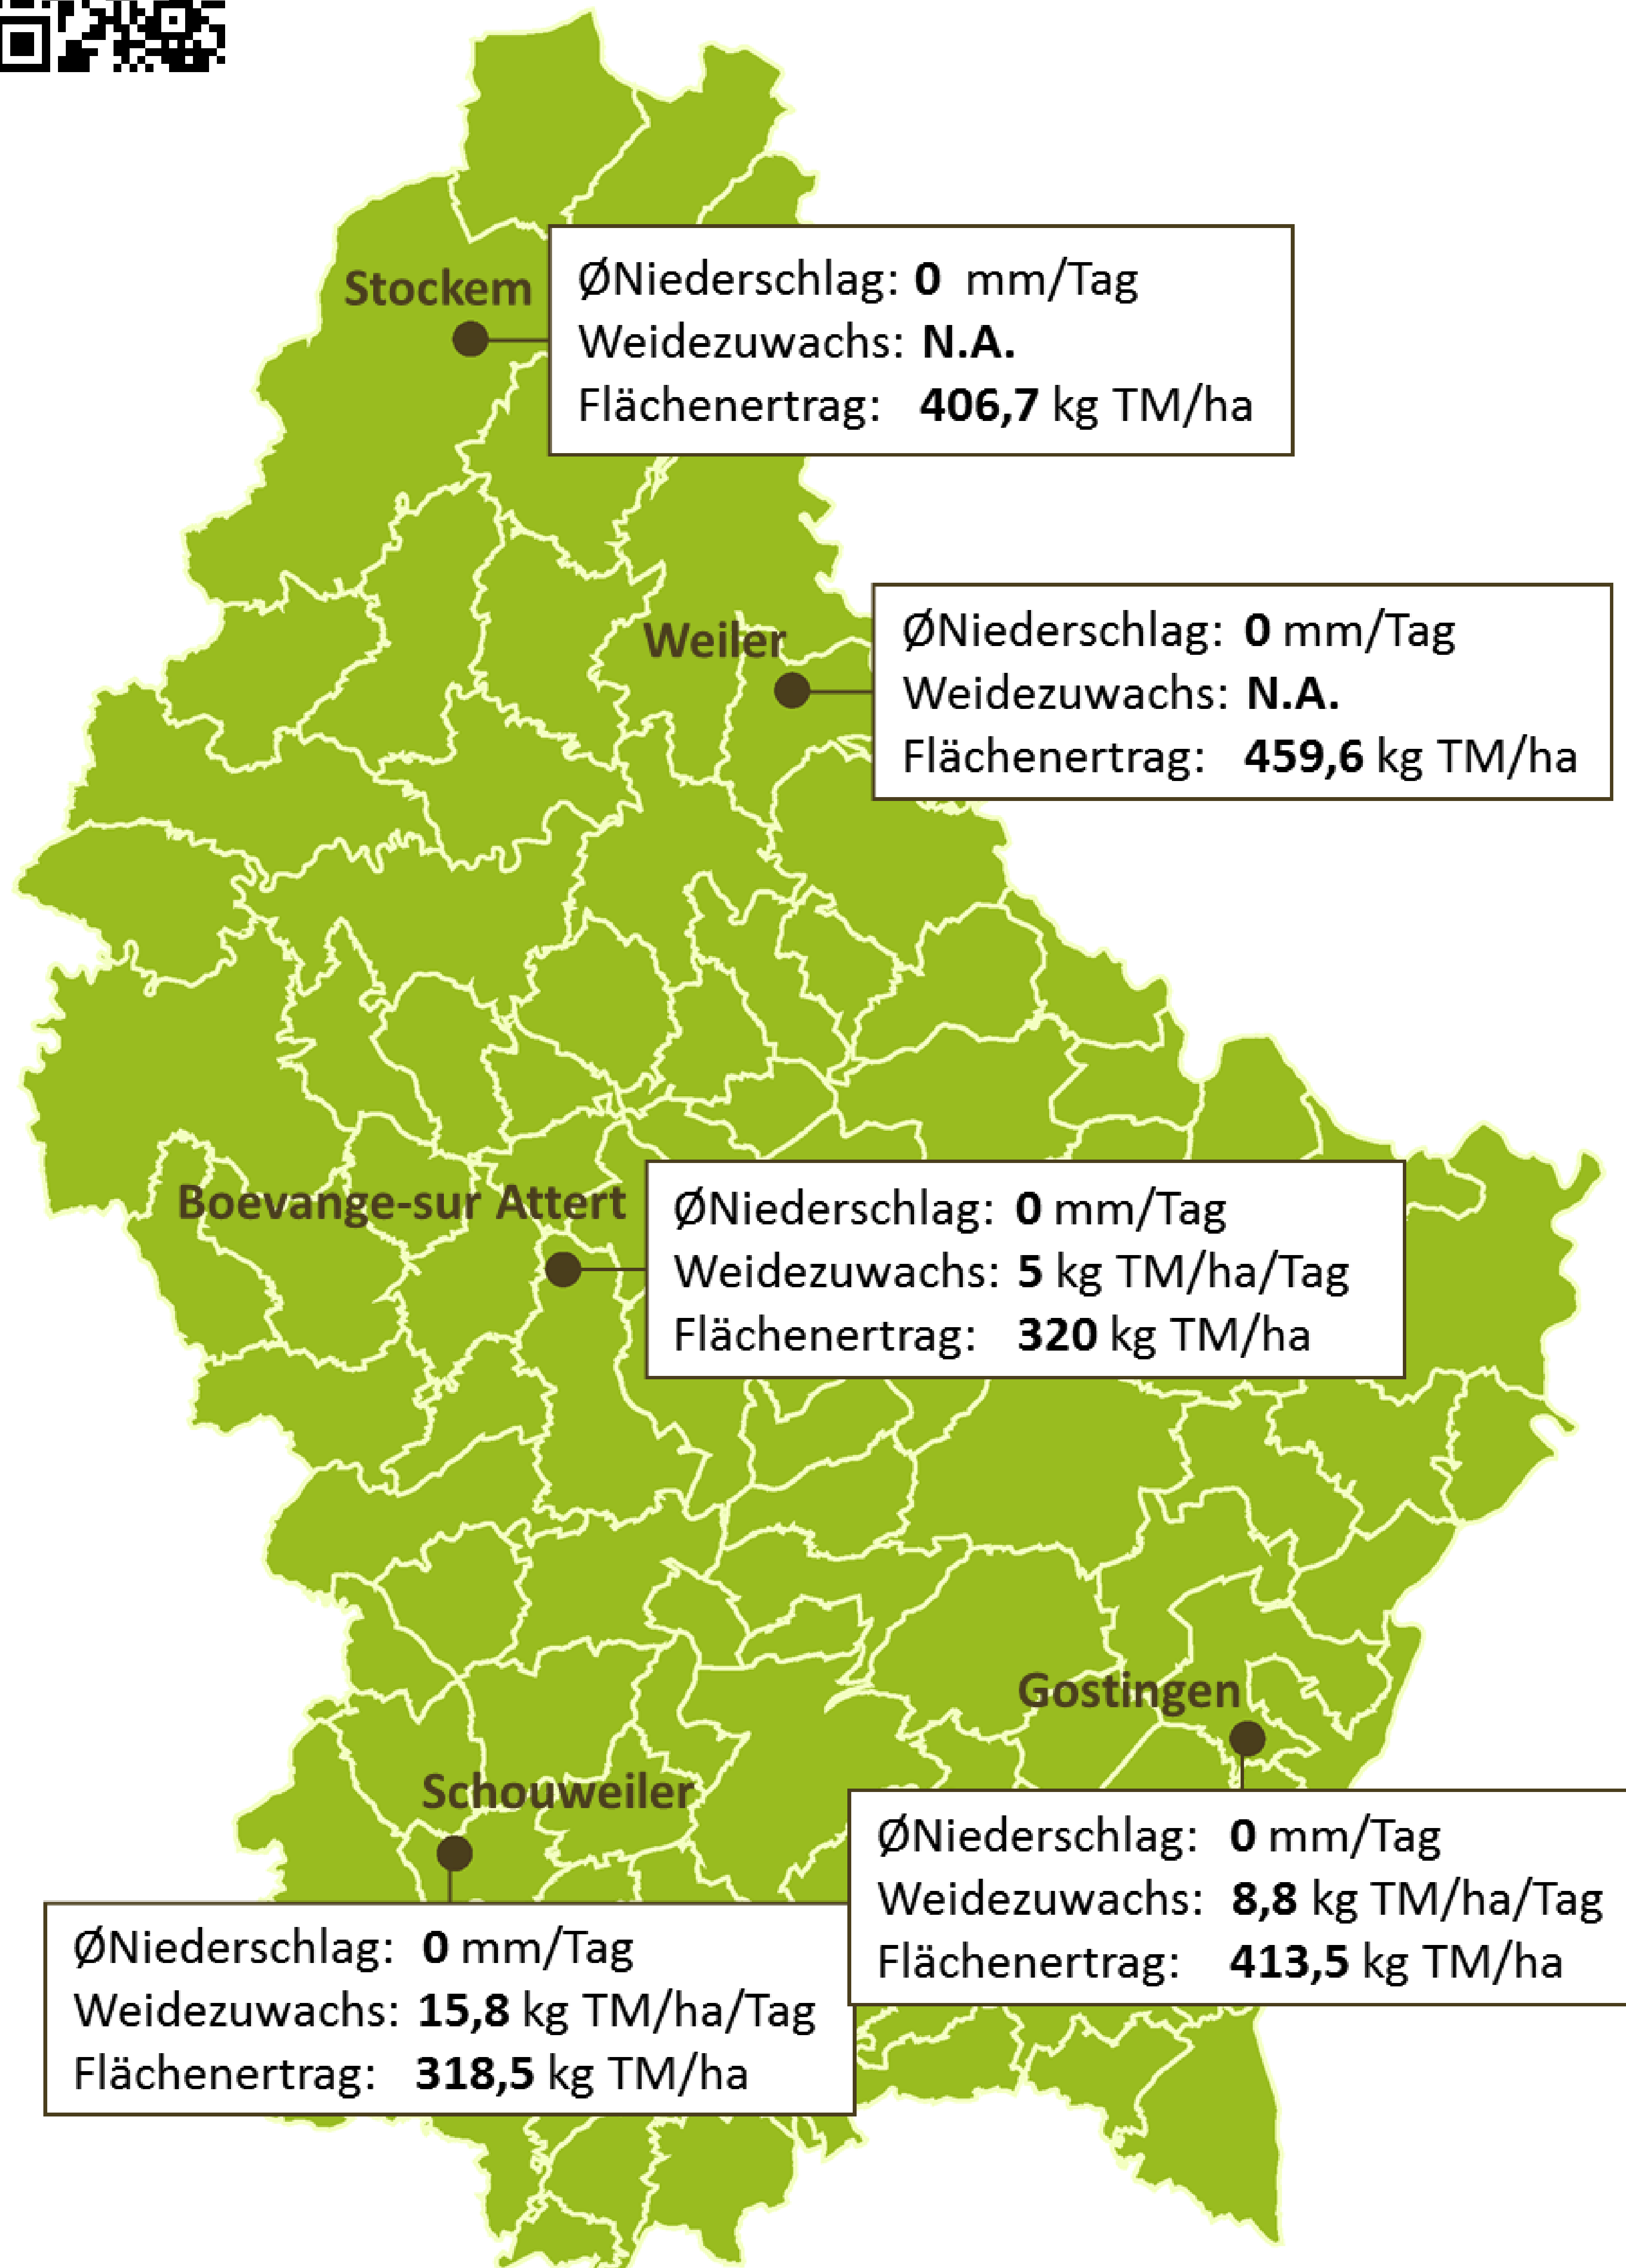 Stockem
ØNiederschlag: 0 mm/Tag
Weidezuwachs: N.A.
Flächenertrag: 406,7 kg TM/ha
Weiler
ØNiederschlag: 0 mm/Tag
Weidezuwachs: N.A.
Flächenertrag: 459,6 kg TM/ha
Boevange-sur Attert
ØNiederschlag: 0 mm/Tag
Weidezuwachs: 5 kg TM/ha/Tag
Flächenertrag: 320 kg TM/ha
Gostingen
ØNiederschlag: 0 mm/Tag
Weidezuwachs: 8,8 kg TM/ha/Tag
Flächenertrag: 413,5 kg TM/ha
Schouweiler
ØNiederschlag: 0 mm/Tag
Weidezuwachs: 15,8 kg TM/ha/Tag
Flächenertrag: 318,5 kg TM/ha